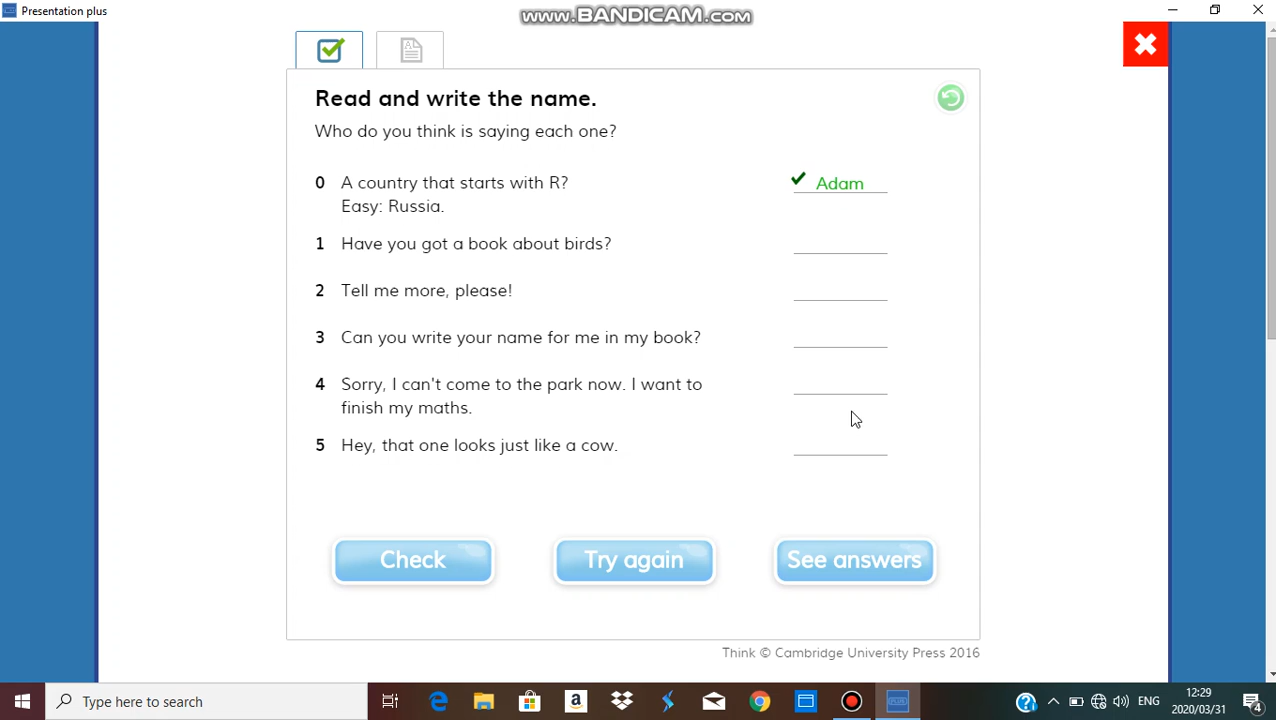 Presentation plus
www.BANDICAM.com
Read and write the name.
Who do you think is saying each one?
0 A country that starts with R?
Easy: Russia.
Adam
1 Have you got a book about birds?
2 Tell me more, please!
3 Can you write your name for me in my book?
4 Sorry, I can't come to the park now. I want to
finish my maths.
5 Hey, that one looks just like a cow.
Check
Try again
See answers
Think © Cambridge University Press 2016
Type here to search
ENG
12:29
2020/03/31
4